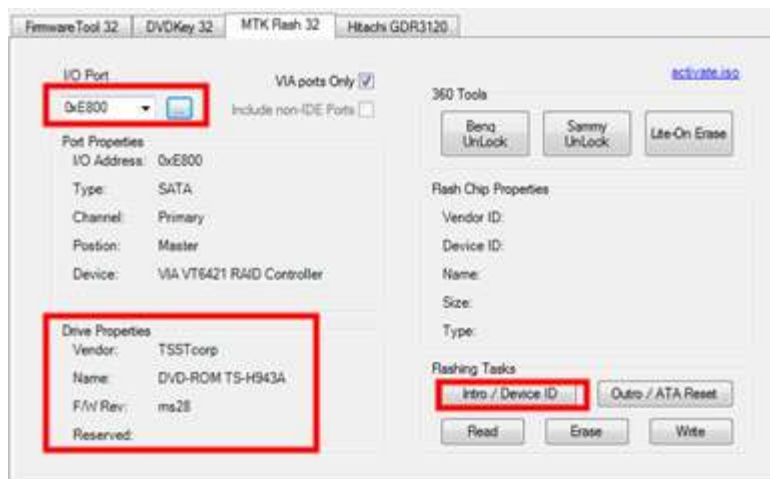 FirmwareTool 32 DVDKey 32 MTK Flash 32 Hitachi GDR3120
I/O Port
VIA ports Only
activate.iso
0xE800
...
Include non-IDE Ports
360 Tools
Benq UnLock
Sammy UnLock
Lite-On Erase
Port Properties
I/O Address: 0xE800
Type: SATA
Channel: Primary
Postion: Master
Device: VIA VT6421 RAID Controller
Flash Chip Properties
Vendor ID:
Device ID:
Name:
Size:
Type:
Drive Properties
Vendor: TSSTcorp
Name: DVD-ROM TS-H943A
F/W Rev: ms28
Reserved:
Flashing Tasks
Intro / Device ID
Outro / ATA Reset
Read
Erase
Write